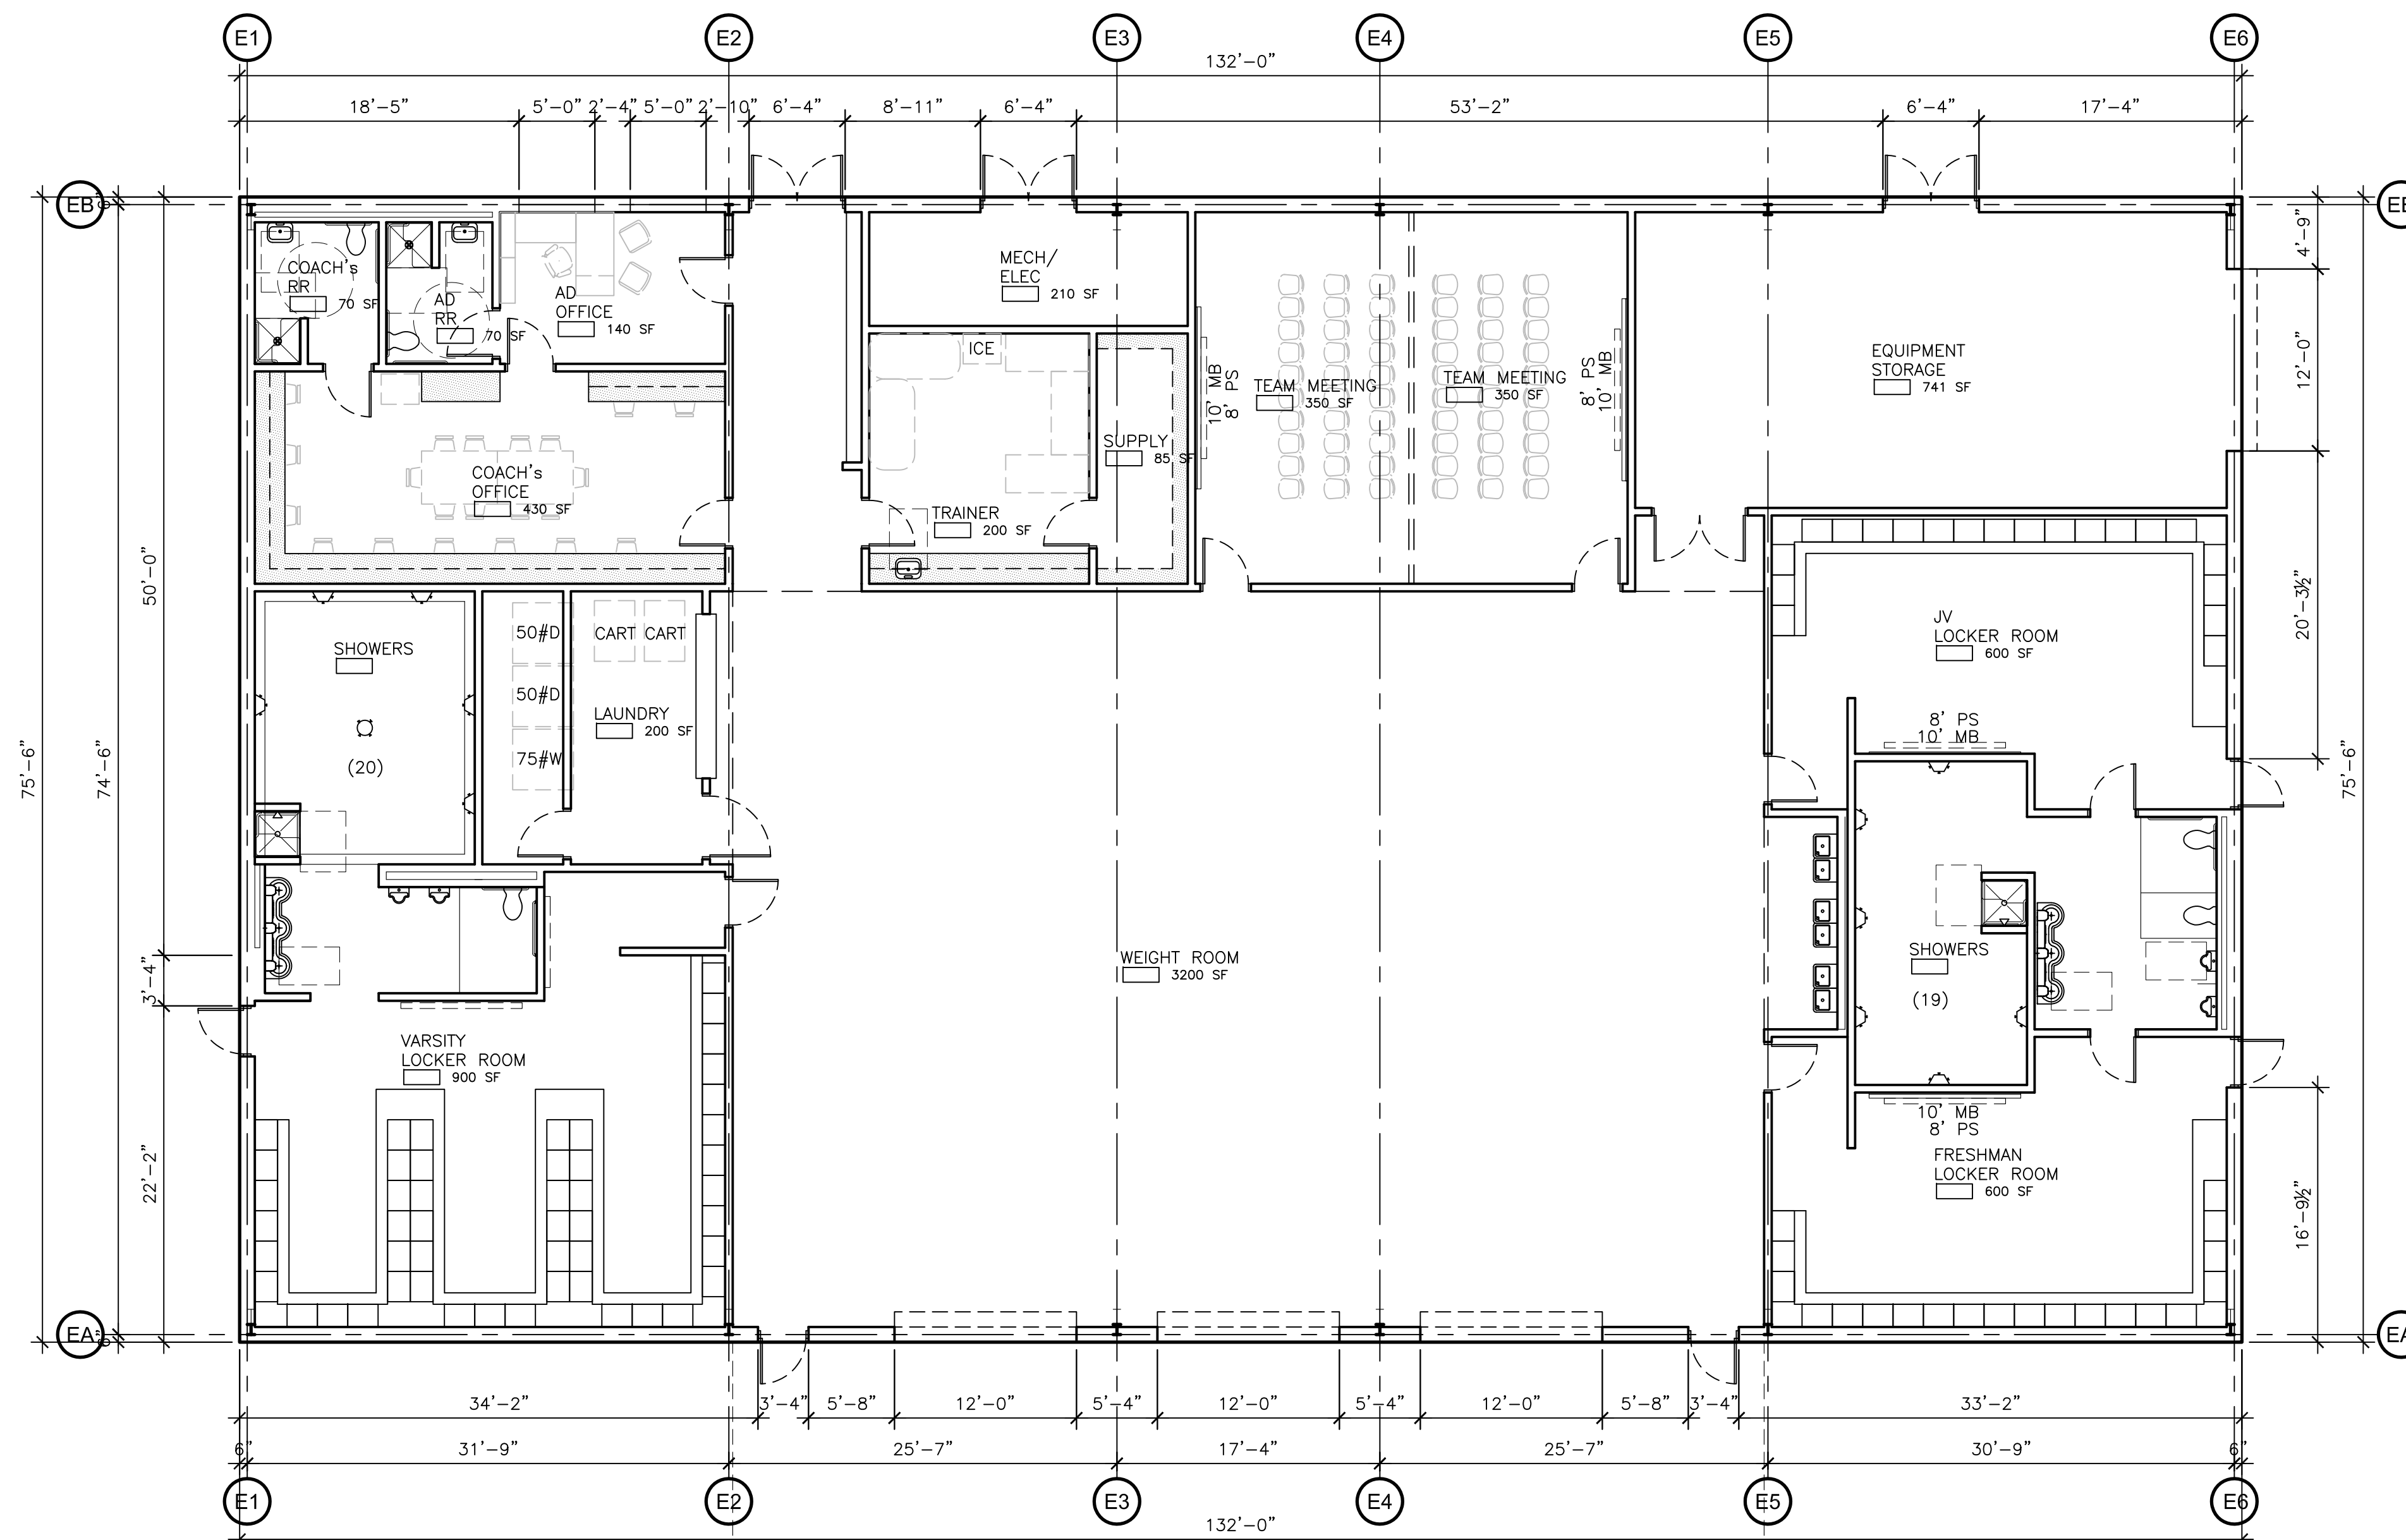 E1 E2 E3 E4 E5 E6
132'-0"
18'-5" 5'-0" 2'-4" 5'-0" 2'-10" 6'-4" 8'-11" 6'-4" 53'-2" 6'-4" 17'-4"
EB
EB
6"
4'-9"
12'-0"
20'-3½"
16'-9½"
75'-6"
75'-6"
74'-6"
50'-0"
3'-4"
22'-2"
COACH's
RR
70 SF
AD
RR
70 SF
AD
OFFICE
140 SF
MECH/
ELEC
210 SF
ICE
10' MB
8' PS
TEAM MEETING
350 SF
TEAM MEETING
350 SF
8' PS
10' MB
EQUIPMENT
STORAGE
741 SF
COACH's
OFFICE
430 SF
SUPPLY
85 SF
TRAINER
200 SF
SHOWERS
(20)
50#D
50#D
75#W
CART CART
LAUNDRY
200 SF
JV
LOCKER ROOM
600 SF
8' PS
10' MB
WEIGHT ROOM
3200 SF
SHOWERS
(19)
VARSITY
LOCKER ROOM
900 SF
10' MB
8' PS
FRESHMAN
LOCKER ROOM
600 SF
EA
EA
6"
34'-2" 3'-4" 5'-8" 12'-0" 5'-4" 12'-0" 5'-4" 12'-0" 5'-8" 3'-4" 33'-2"
6" 31'-9" 25'-7" 17'-4" 25'-7" 30'-9" 6"
E1 E2 E3 E4 E5 E6
132'-0"